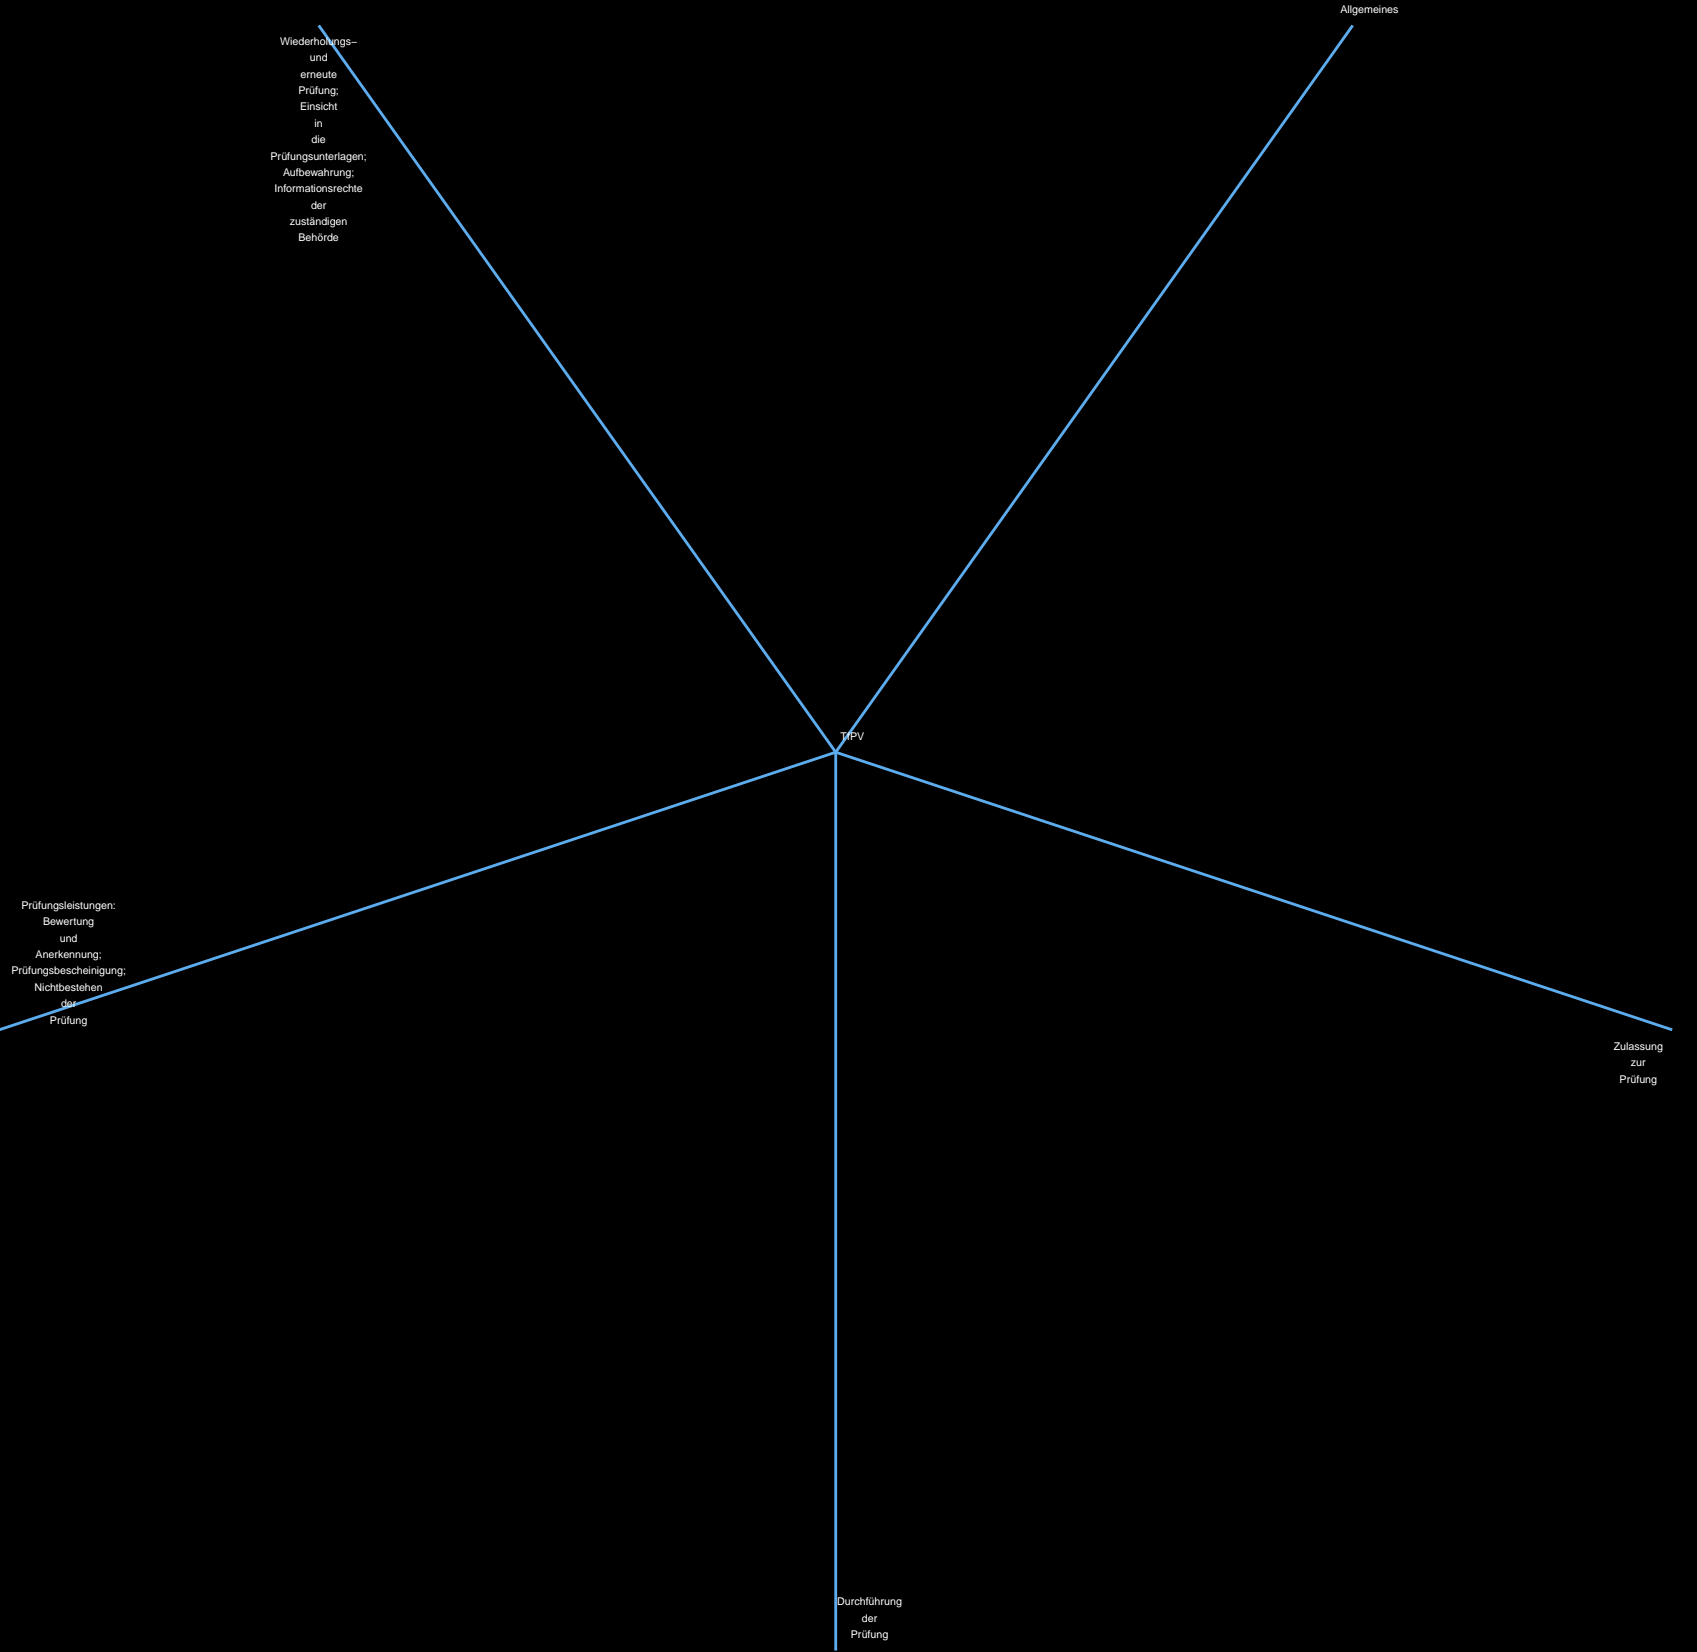 Allgemeines
Wiederholungs–
und
erneute
Prüfung;
Einsicht
in
die
Prüfungsunterlagen;
Aufbewahrung;
Informationsrechte
der
zuständigen
Behörde
TfPV
Prüfungsleistungen:
Bewertung
und
Anerkennung;
Prüfungsbescheinigung;
Nichtbestehen
der
Prüfung
Zulassung
zur
Prüfung
Durchführung
der
Prüfung